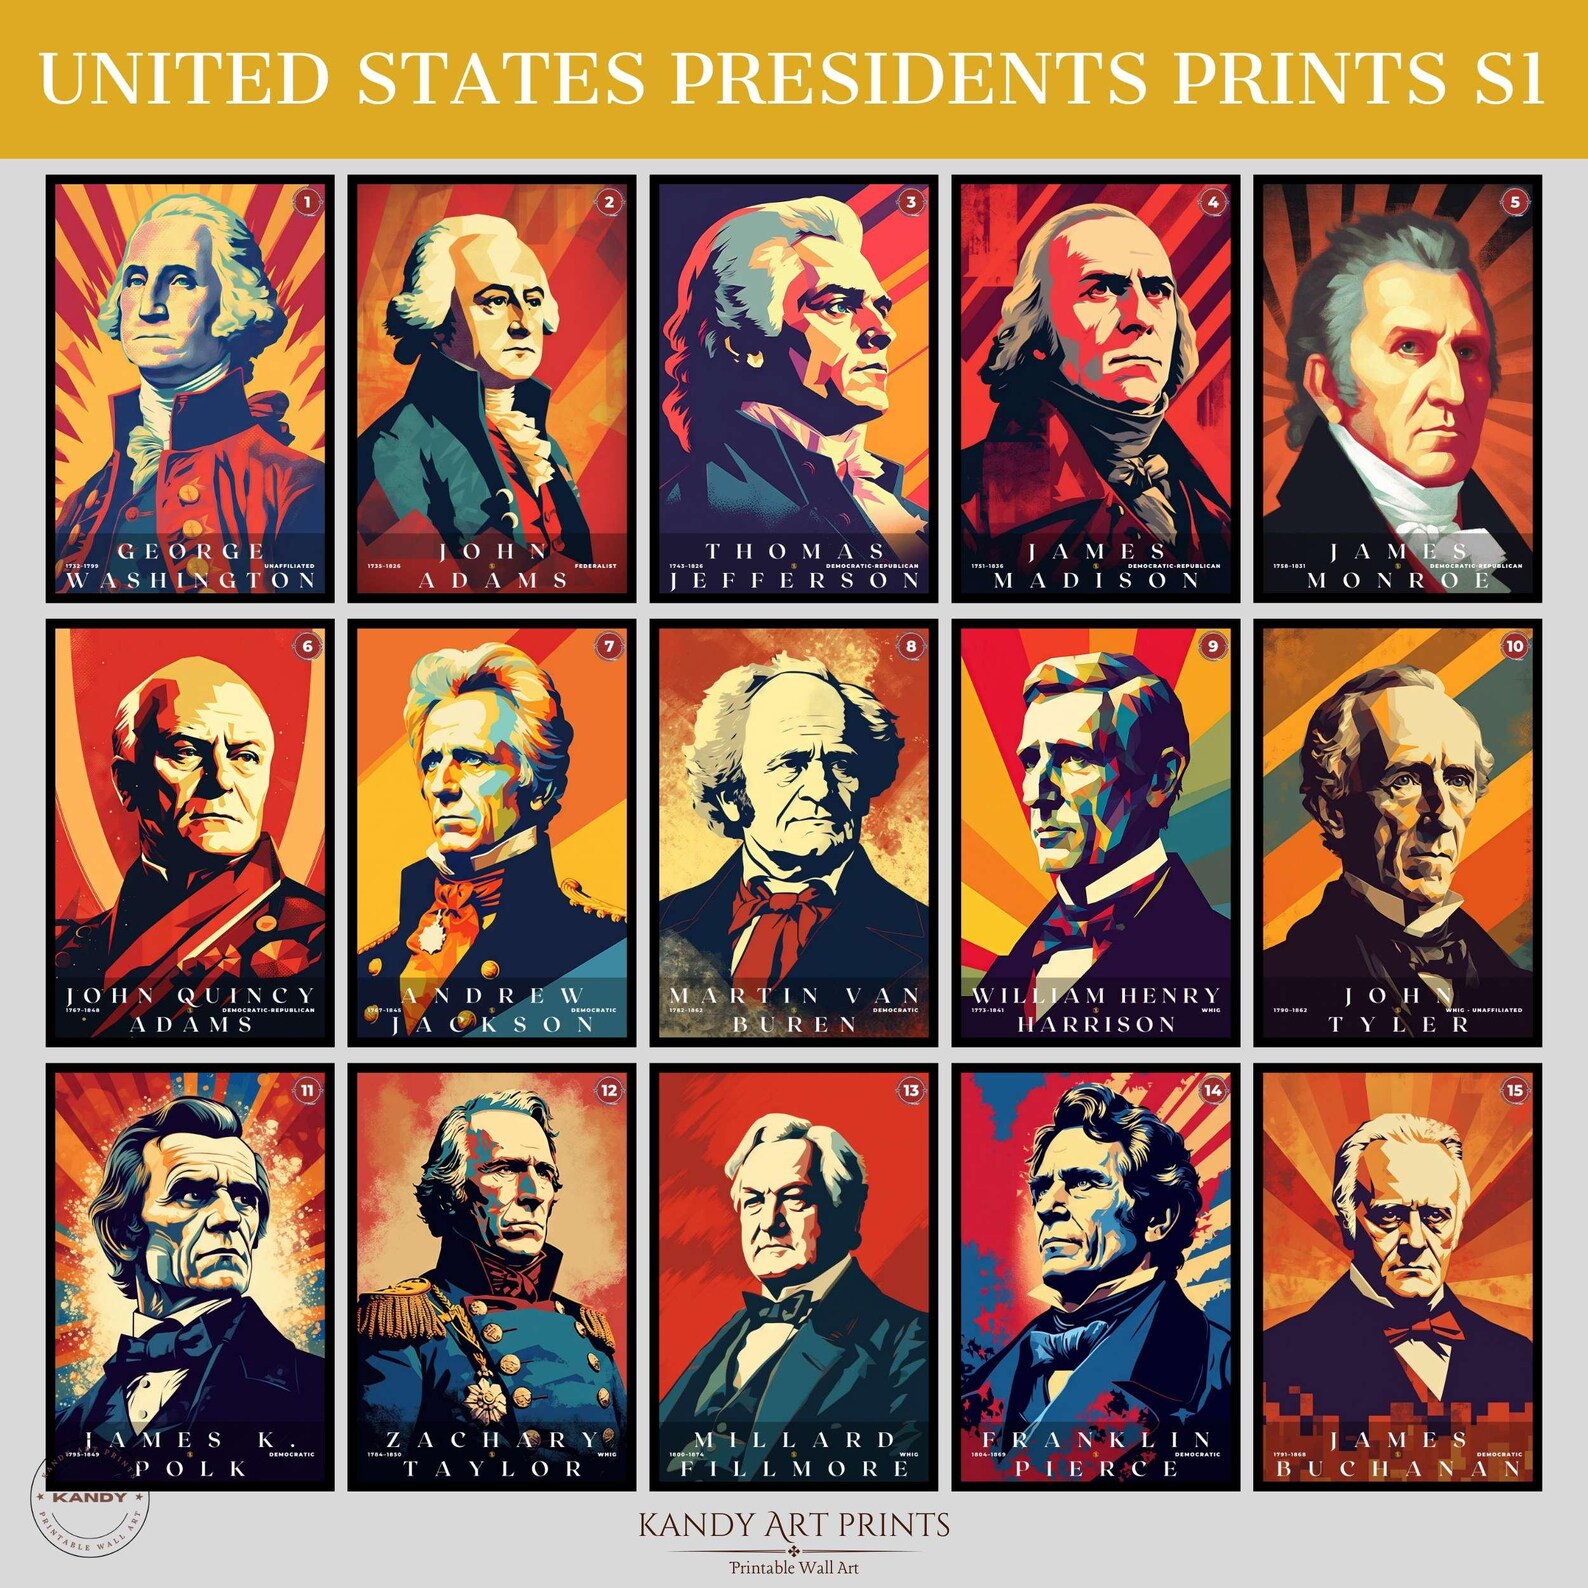 UNITED STATES PRESIDENTS PRINTS S1
1
GEORGE
1732-1799
UNAFFILIATED
WASHINGTON
2
JOHN
1735-1826
FEDERALIST
ADAMS
3
THOMAS
1743-1826
DEMOCRATIC-REPUBLICAN
JEFFERSON
4
JAMES
1751-1836
DEMOCRATIC-REPUBLICAN
MADISON
5
JAMES
1758-1831
DEMOCRATIC-REPUBLICAN
MONROE
6
JOHN QUINCY
1767-1848
DEMOCRATIC-REPUBLICAN
ADAMS
7
ANDREW
1767-1845
DEMOCRATIC
JACKSON
8
MARTIN VAN
1782-1862
DEMOCRATIC
BUREN
9
WILLIAM HENRY
1773-1841
WHIG
HARRISON
10
JOHN
1790-1862
WHIG - UNAFFILIATED
TYLER
11
JAMES K.
1795-1849
DEMOCRATIC
POLK
12
ZACHARY
1784-1850
WHIG
TAYLOR
13
MILLARD
1800-1874
WHIG
FILLMORE
14
FRANKLIN
1804-1869
DEMOCRATIC
PIERCE
15
JAMES
1791-1868
DEMOCRATIC
BUCHANAN
KANDY
PRINTABLE WALL ART
KANDY ART PRINTS
Printable Wall Art